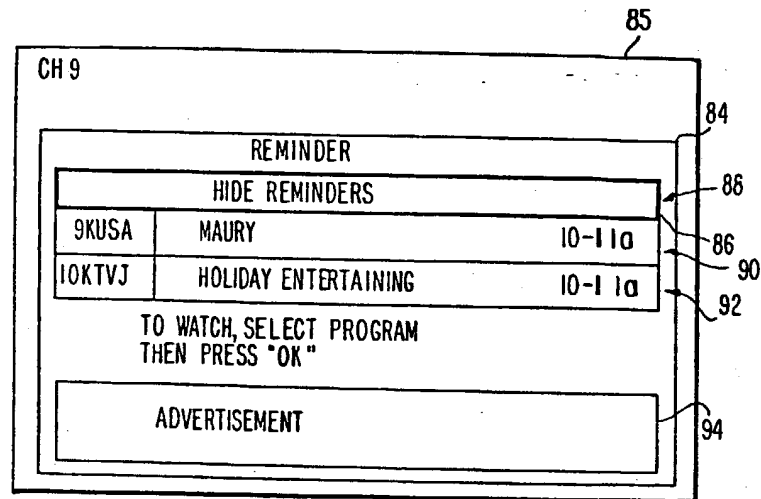 85
CH 9
84
REMINDER
HIDE REMINDERS
88
86
9KUSA MAURY 10-11a
90
10KTVJ HOLIDAY ENTERTAINING 10-11a
92
TO WATCH, SELECT PROGRAM
THEN PRESS "OK"
ADVERTISEMENT
94